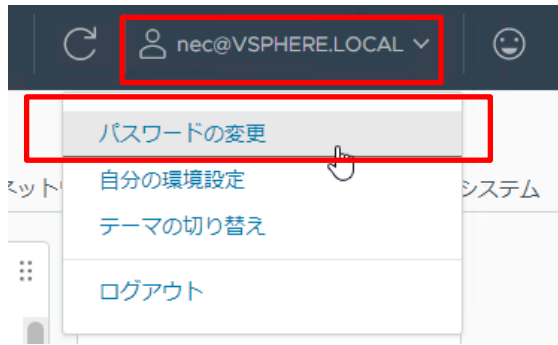 nec@VSPHERE.LOCAL
パスワードの変更
自分の環境設定
システム
テーマの切り替え
ログアウト